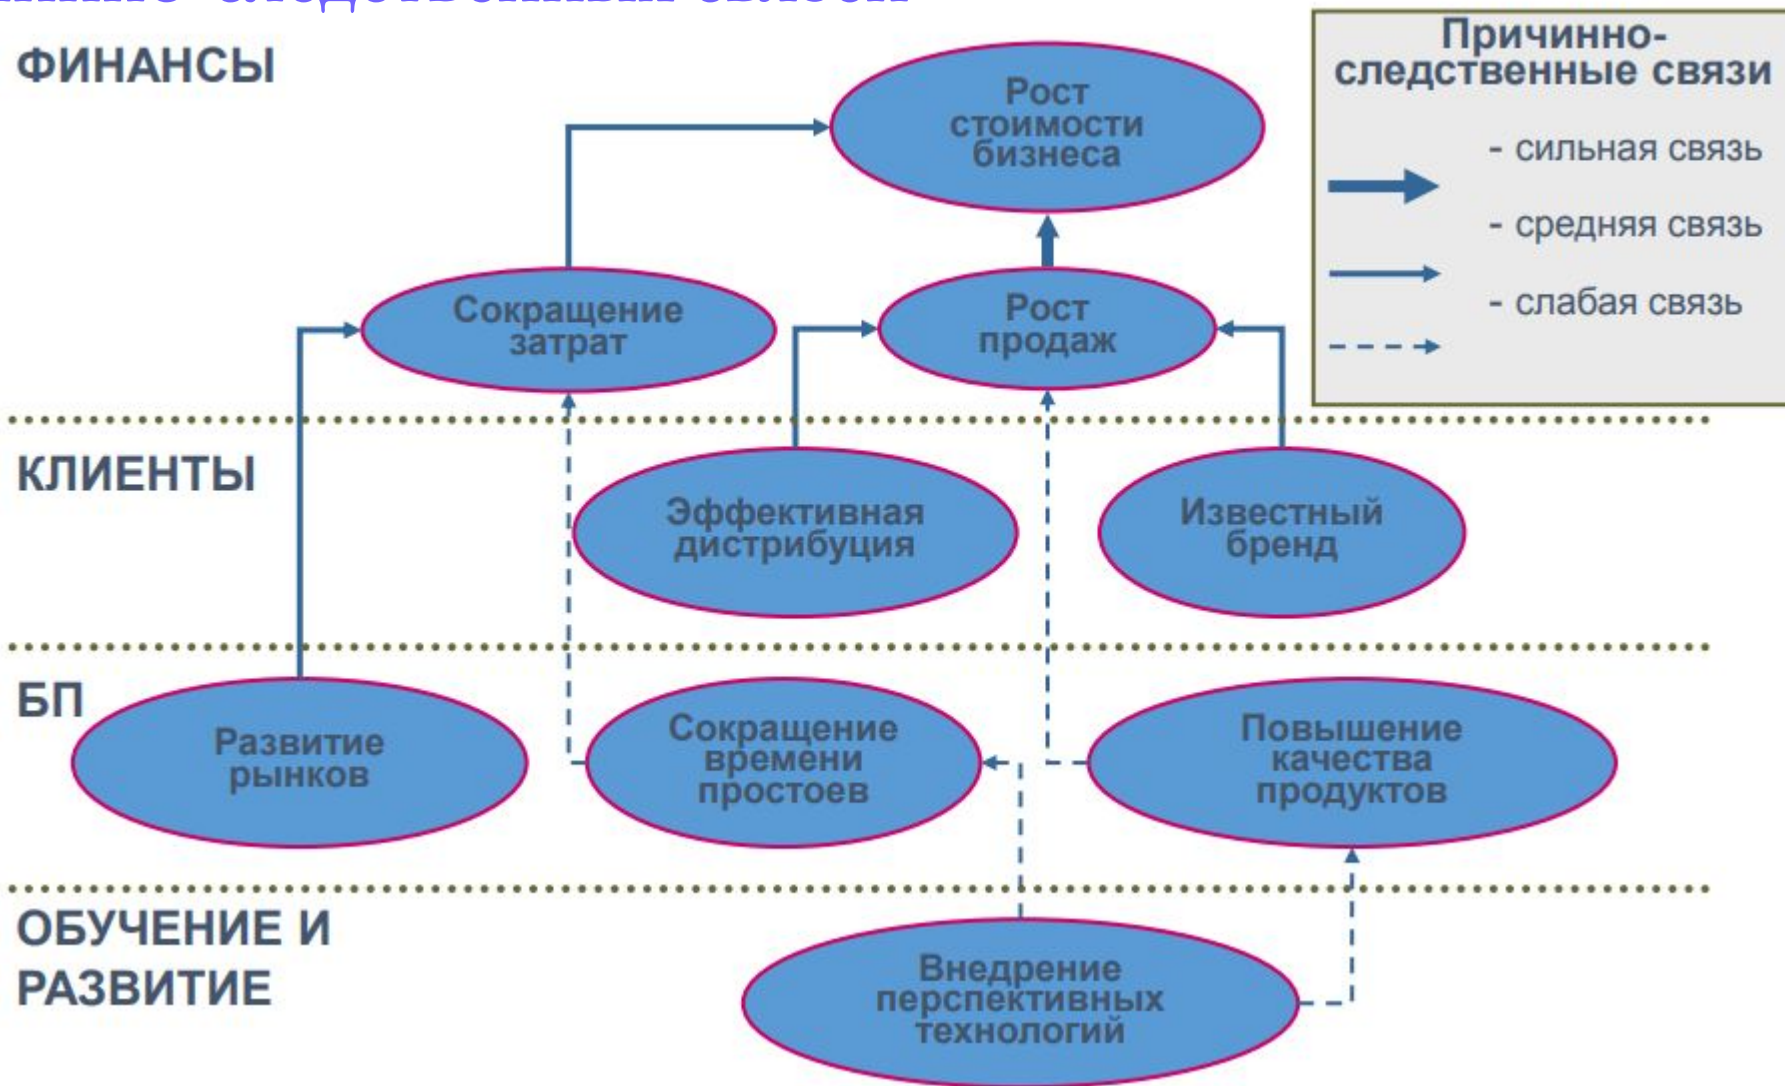 ФИНАНСЫ
Причинно-
следственные связи
- сильная связь
- средняя связь
- слабая связь
Рост
стоимости
бизнеса
Сокращение
затрат
Рост
продаж
КЛИЕНТЫ
Эффективная
дистрибуция
Известный
бренд
БП
Развитие
рынков
Сокращение
времени
простоев
Повышение
качества
продуктов
ОБУЧЕНИЕ И
РАЗВИТИЕ
Внедрение
перспективных
технологий